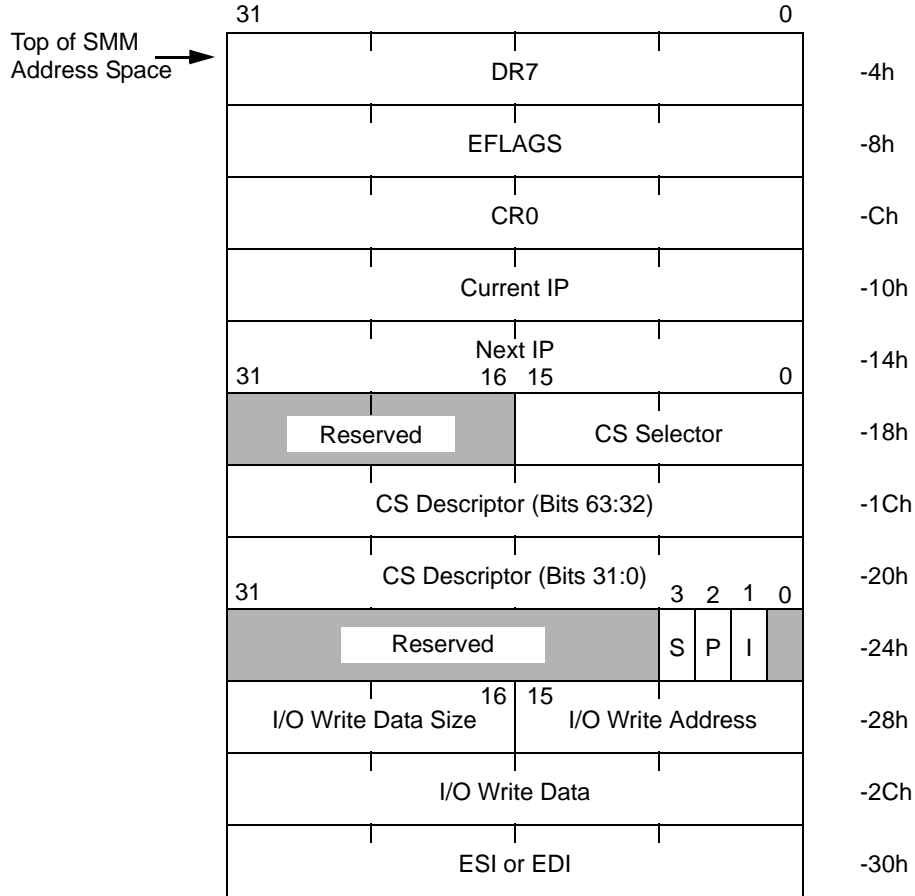 31 0
Top of SMM
Address Space
DR7 -4h
EFLAGS -8h
CR0 -Ch
Current IP -10h
Next IP -14h
31 16 15 0
Reserved CS Selector -18h
CS Descriptor (Bits 63:32) -1Ch
CS Descriptor (Bits 31:0) -20h
31 3 2 1 0
Reserved S P I -24h
16 15
I/O Write Data Size I/O Write Address -28h
I/O Write Data -2Ch
ESI or EDI -30h